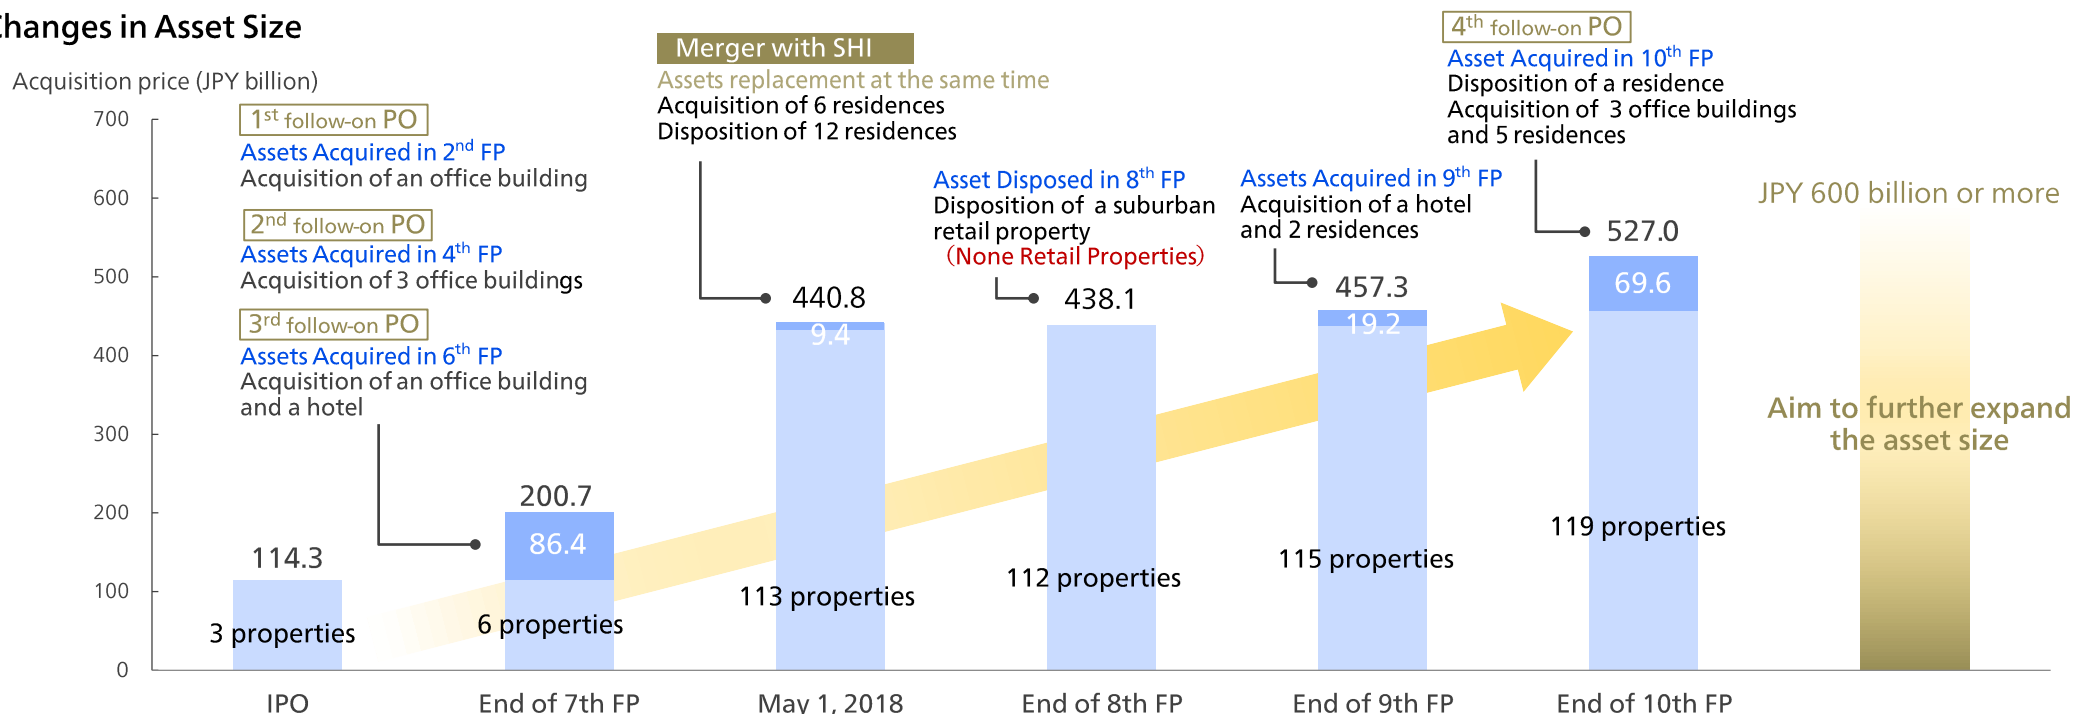 Changes in Asset Size
Acquisition price (JPY billion)
700
600
500
400
300
200
100
0
1st follow-on PO
Assets Acquired in 2nd FP
Acquisition of an office building
2nd follow-on PO
Assets Acquired in 4th FP
Acquisition of 3 office buildings
3rd follow-on PO
Assets Acquired in 6th FP
Acquisition of an office building
and a hotel
Merger with SHI
Assets replacement at the same time
Acquisition of 6 residences
Disposition of 12 residences
Asset Disposed in 8th FP
Disposition of a suburban
retail property
(None Retail Properties)
Assets Acquired in 9th FP
Acquisition of a hotel
and 2 residences
4th follow-on PO
Asset Acquired in 10th FP
Disposition of a residence
Acquisition of 3 office buildings
and 5 residences
JPY 600 billion or more
Aim to further expand
the asset size
114.3
3 properties
IPO
200.7
86.4
6 properties
End of 7th FP
440.8
9.4
113 properties
May 1, 2018
438.1
112 properties
End of 8th FP
457.3
19.2
115 properties
End of 9th FP
527.0
69.6
119 properties
End of 10th FP